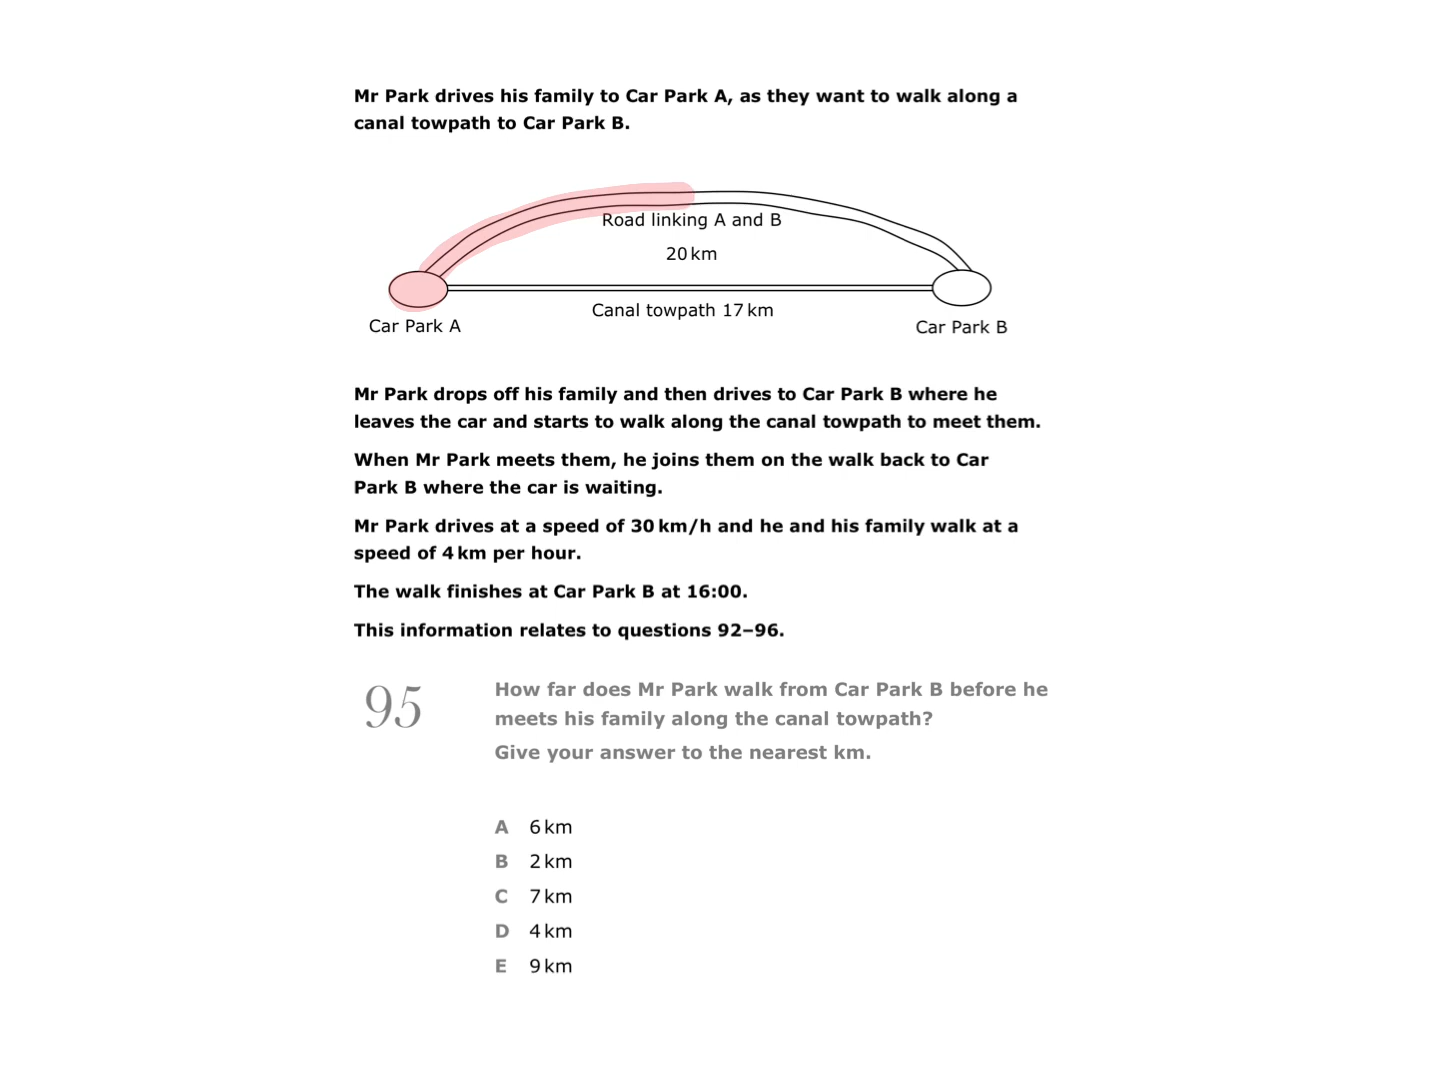 Mr Park drives his family to Car Park A, as they want to walk along a
canal towpath to Car Park B.
Road linking A and B
20 km
Canal towpath 17 km
Car Park A
Car Park B
Mr Park drops off his family and then drives to Car Park B where he
leaves the car and starts to walk along the canal towpath to meet them.
When Mr Park meets them, he joins them on the walk back to Car
Park B where the car is waiting.
Mr Park drives at a speed of 30 km/h and he and his family walk at a
speed of 4 km per hour.
The walk finishes at Car Park B at 16:00.
This information relates to questions 92–96.
95
How far does Mr Park walk from Car Park B before he
meets his family along the canal towpath?
Give your answer to the nearest km.
A 6 km
B 2 km
C 7 km
D 4 km
E 9 km